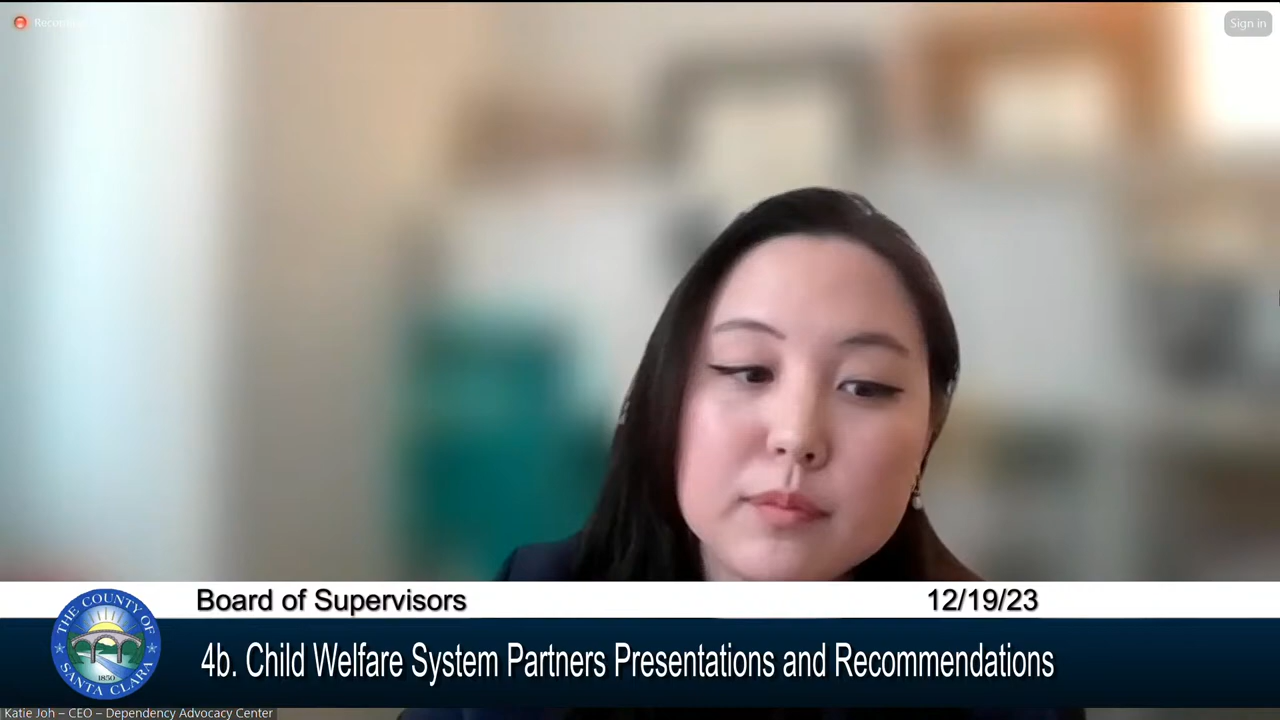 Sign in
Board of Supervisors
12/19/23
THE COUNTY OF
SANTA CLARA
1850
4b. Child Welfare System Partners Presentations and Recommendations
Katie Joh – CEO – Dependency Advocacy Center